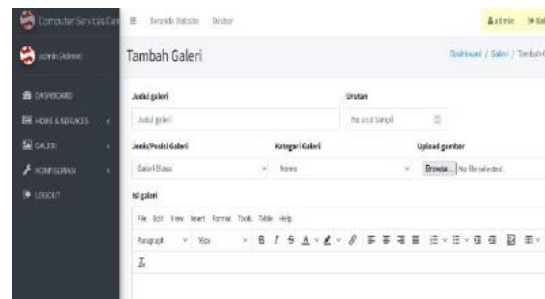 Computer Services Cen
Beranda Website
admin
admin (Admin)
Tambah Galeri
Dashboard / Galeri / Tambah
DASHBOARD
HOME & SERVICES
GALERI
KONFIGURASI
LOGOUT
Judul galeri
Urutan
Judul galeri
No urut tampil
Jenis/Posisi Galeri
Kategori Galeri
Upload gambar
Galeri Biasa
home
Browse... No file selected.
Isi galeri
File Edit View Insert Format Tools Table Help
Paragraph
16px
B I S A